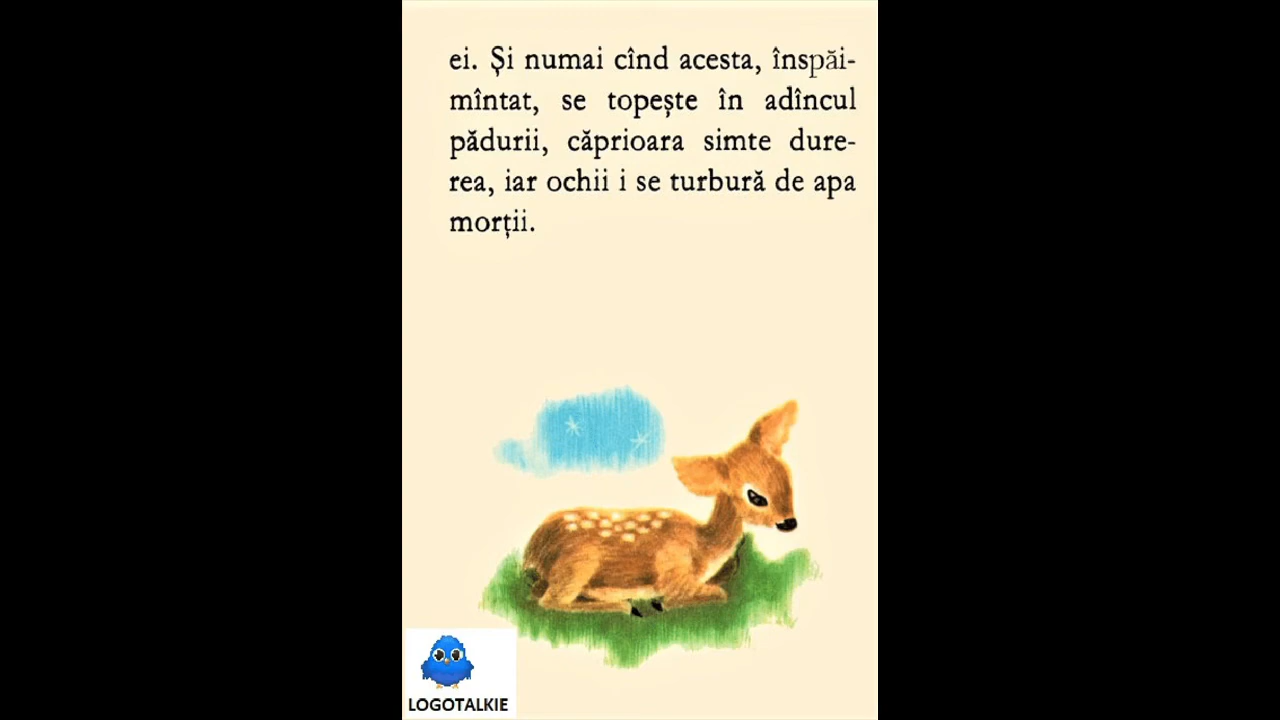 ei. Și numai cînd acesta, înspăi-
mîntat, se topește în adîncul
pădurii, căprioara simte dure-
rea, iar ochii i se turbură de apa
morții.
LOGOTALKIE